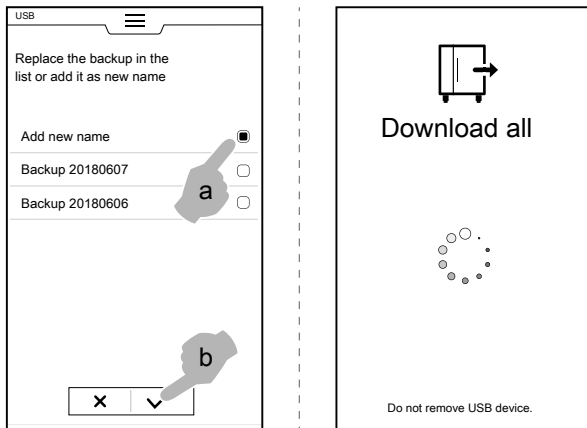 USB
Replace the backup in the
list or add it as new name
Add new name
Backup 20180607
a
Backup 20180606
b
Download all
Do not remove USB device.